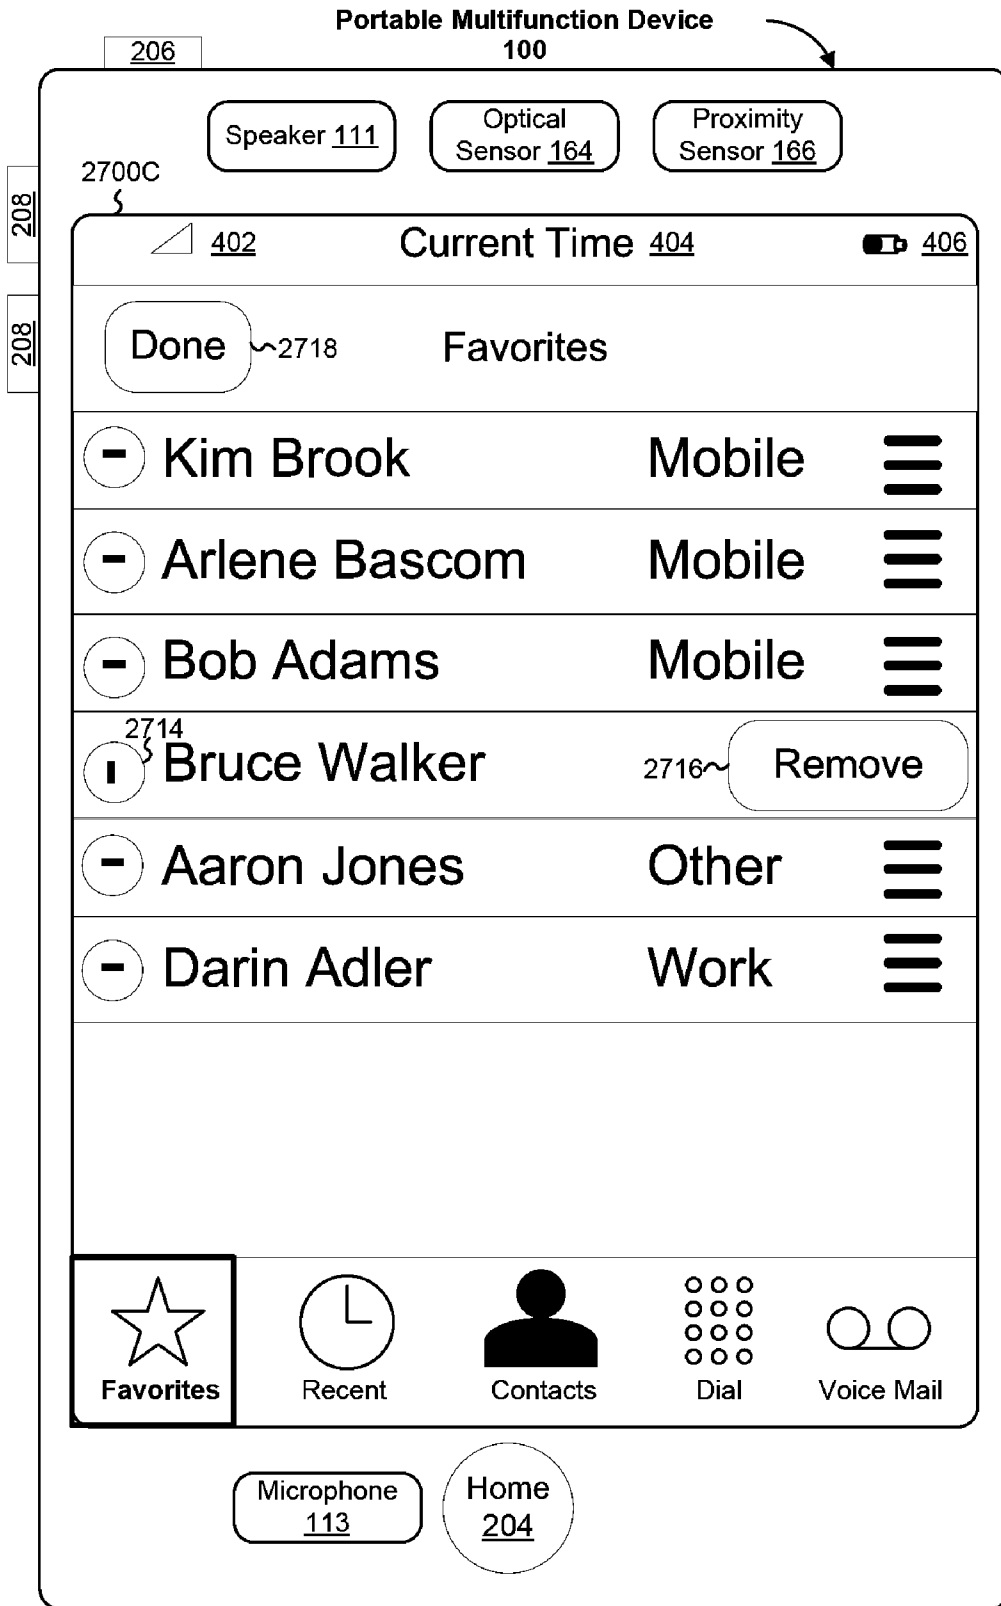 Portable Multifunction Device
100
206
Speaker 111
Optical
Sensor 164
Proximity
Sensor 166
2700C
208
402
Current Time 404
406
208
Done
2718
Favorites
Kim Brook Mobile
Arlene Bascom Mobile
Bob Adams Mobile
2714
Bruce Walker
2716
Remove
Aaron Jones Other
Darin Adler Work
Favorites
Recent
Contacts
Dial
Voice Mail
Microphone
113
Home
204